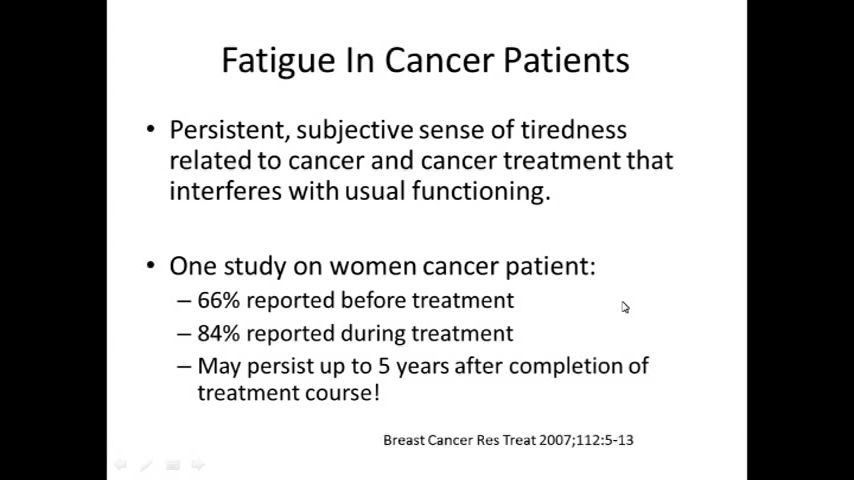 Fatigue In Cancer Patients
• Persistent, subjective sense of tiredness
related to cancer and cancer treatment that
interferes with usual functioning.
• One study on women cancer patient:
– 66% reported before treatment
– 84% reported during treatment
– May persist up to 5 years after completion of
treatment course!
Breast Cancer Res Treat 2007;112:5-13